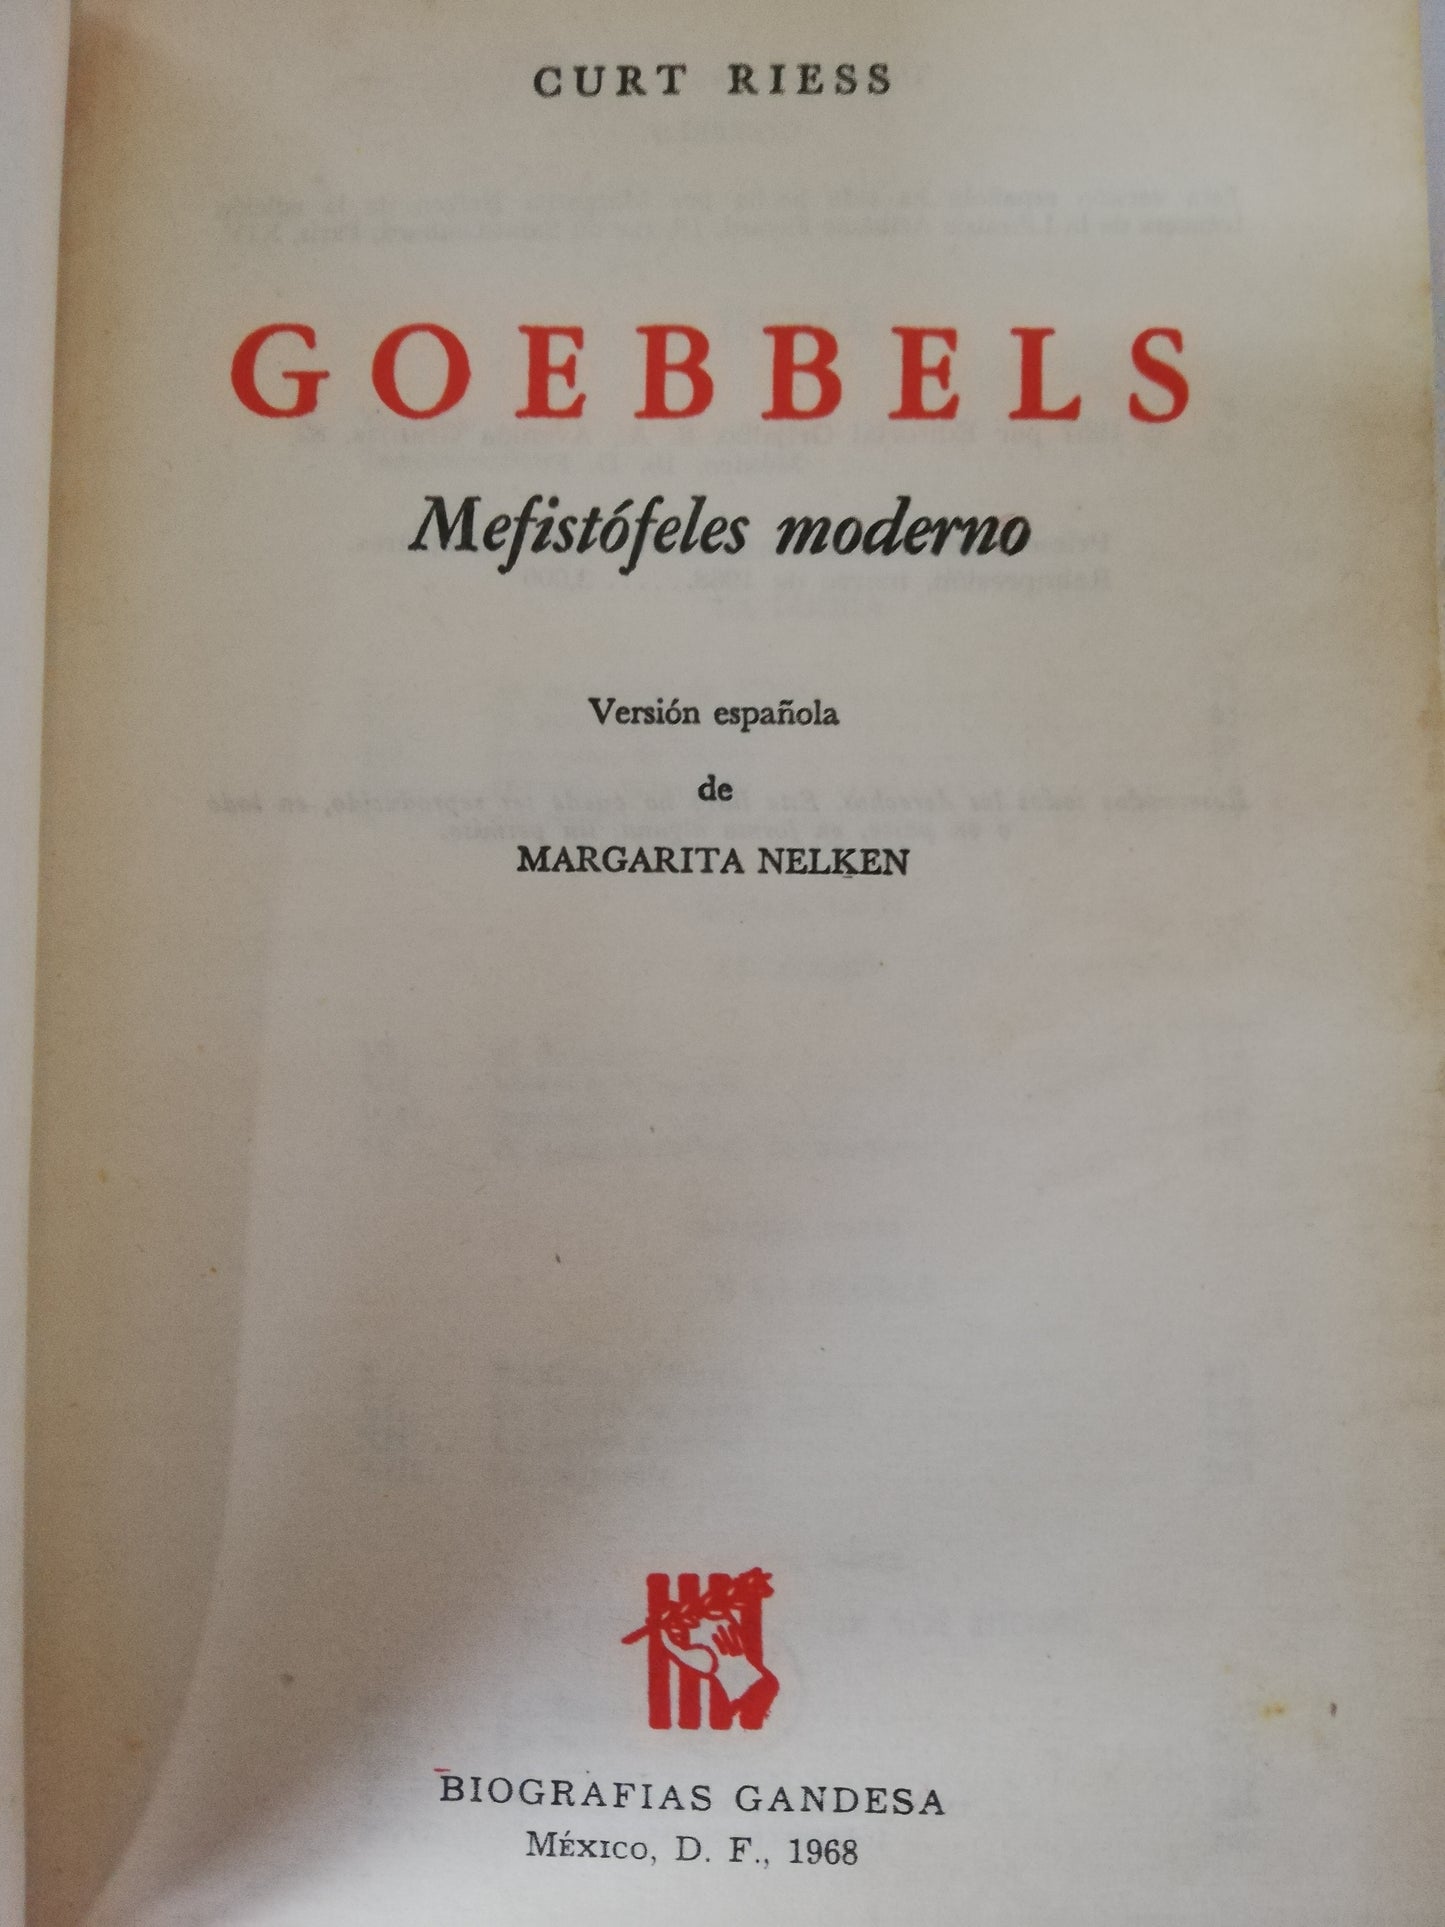 CURT RIESS
GOEBBELS
Mefistófeles moderno
Versión española
de
MARGARITA NELKEN
BIOGRAFIAS GANDESA
MÉXICO, D. F., 1968